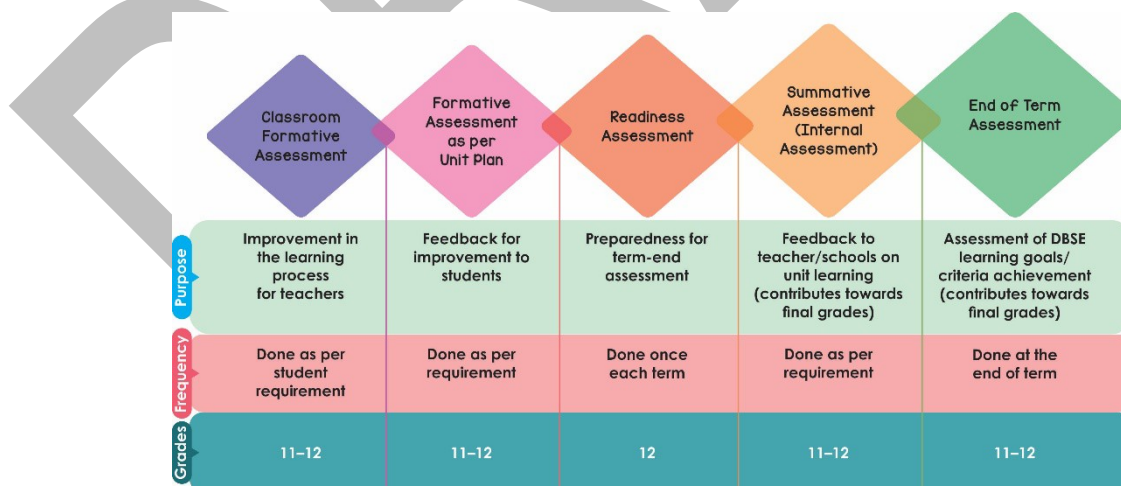 Classroom
Formative
Assessment
Formative
Assessment
as per
Unit Plan
Readiness
Assessment
Summative
Assessment
(Internal
Assessment)
End of Term
Assessment
Purpose
Improvement in
the learning
process
for teachers
Feedback for
improvement to
students
Preparedness for
term-end
assessment
Feedback to
teacher/schools on
unit learning
(contributes towards
final grades)
Assessment of DBSE
learning goals/
criteria achievement
(contributes towards
final grades)
Frequency
Done as per
student
requirement
Done as per
requirement
Done once
each term
Done as per
requirement
Done at the
end of term
Grades
11–12
11–12
12
11–12
11–12